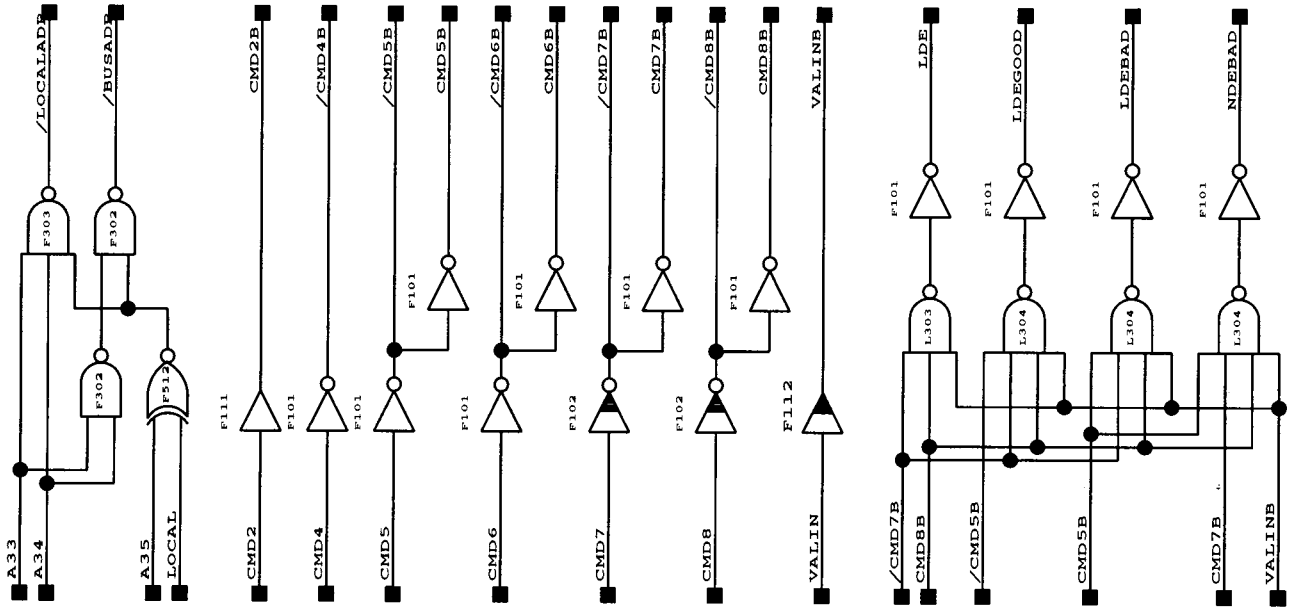 /LOCALADR
/BUSADR
CMD2B
/CMD4B
/CMD5B
CMD5B
/CMD6B
CMD6B
/CMD7B
CMD7B
/CMD8B
CMD8B
VALINB
LDE
LDEGOOD
LDEBAD
NDEBAD
F303
F302
F101
F101
F101
F101
F101
F101
F101
F101
L303
L304
L304
L304
F302
F512
F111
F101
F101
F101
F102
F102
F112
A33
A34
A35
LOCAL
CMD2
CMD4
CMD5
CMD6
CMD7
CMD8
VALIN
/CMD7B
CMD8B
/CMD5B
CMD5B
CMD7B
VALINB